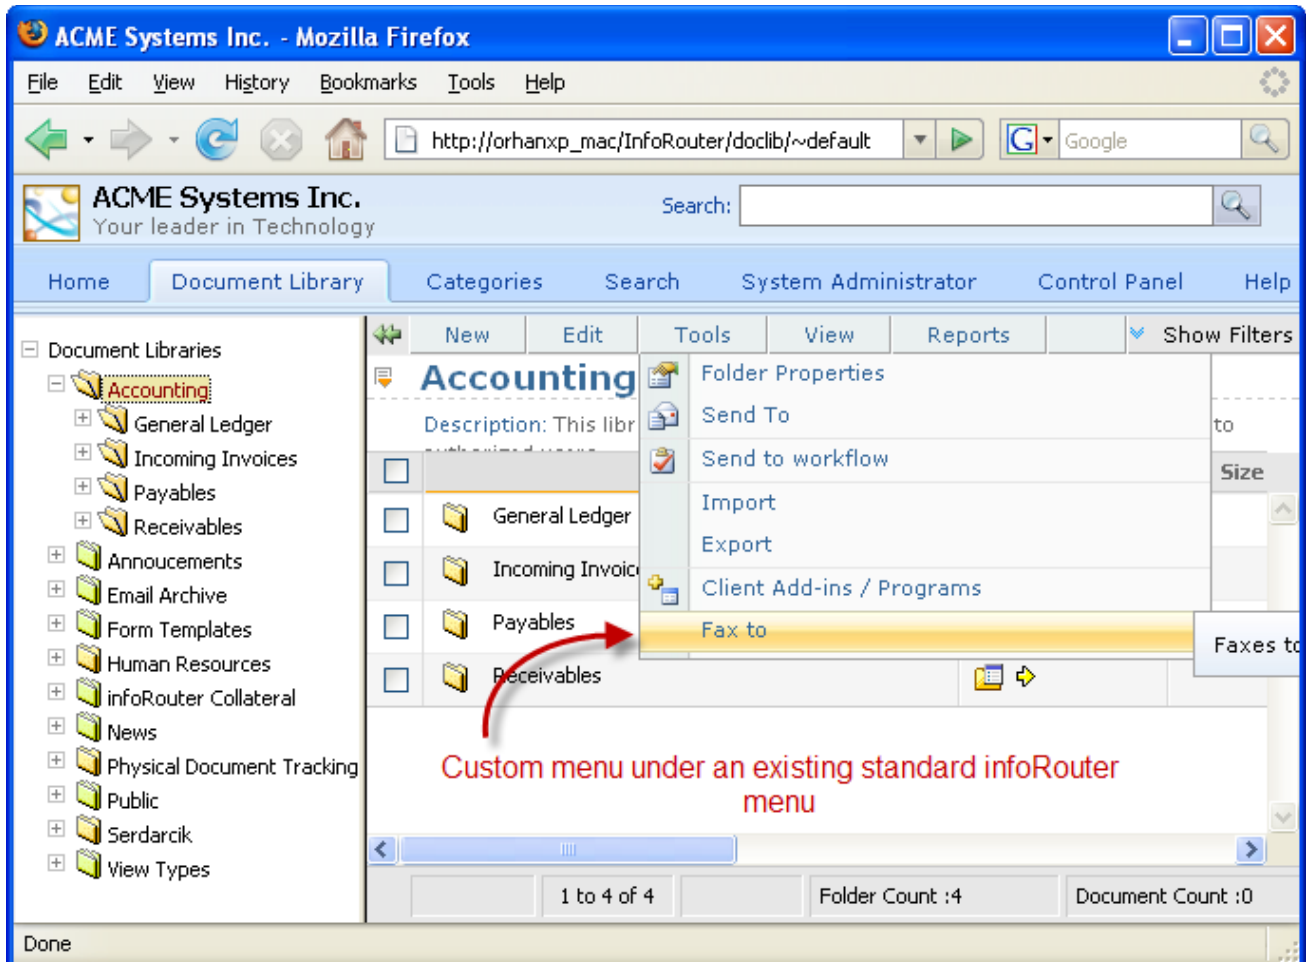 ACME Systems Inc. - Mozilla Firefox
File Edit View History Bookmarks Tools Help
http://orhanxp_mac/InfoRouter/doclib/~default G Google
ACME Systems Inc.
Your leader in Technology
Search:
Home Document Library Categories Search System Administrator Control Panel Help
New Edit Tools View Reports Show Filters
Document Libraries
Accounting
General Ledger
Incoming Invoices
Payables
Receivables
Annoucements
Email Archive
Form Templates
Human Resources
infoRouter Collateral
News
Physical Document Tracking
Public
Serdarcik
View Types
Accounting
Description: This libr to
Size
General Ledger
Incoming Invoic
Payables
Receivables
Folder Properties
Send To
Send to workflow
Import
Export
Client Add-ins / Programs
Fax to
Faxes to
Custom menu under an existing standard infoRouter
menu
1 to 4 of 4 Folder Count :4 Document Count :0
Done